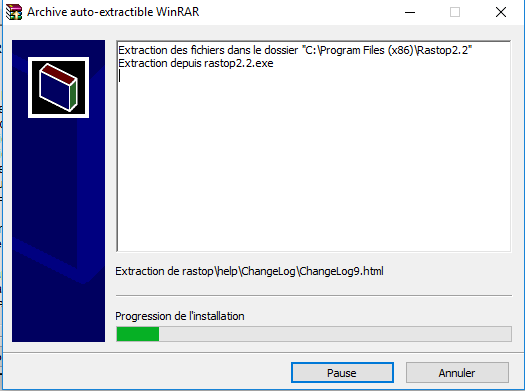 Archive auto-extractible WinRAR
Extraction des fichiers dans le dossier "C:\Program Files (x86)\Rastop2.2"
Extraction depuis rastop2.2.exe
Extraction de rastop\help\ChangeLog\ChangeLog9.html
Progression de l'installation
Pause
Annuler